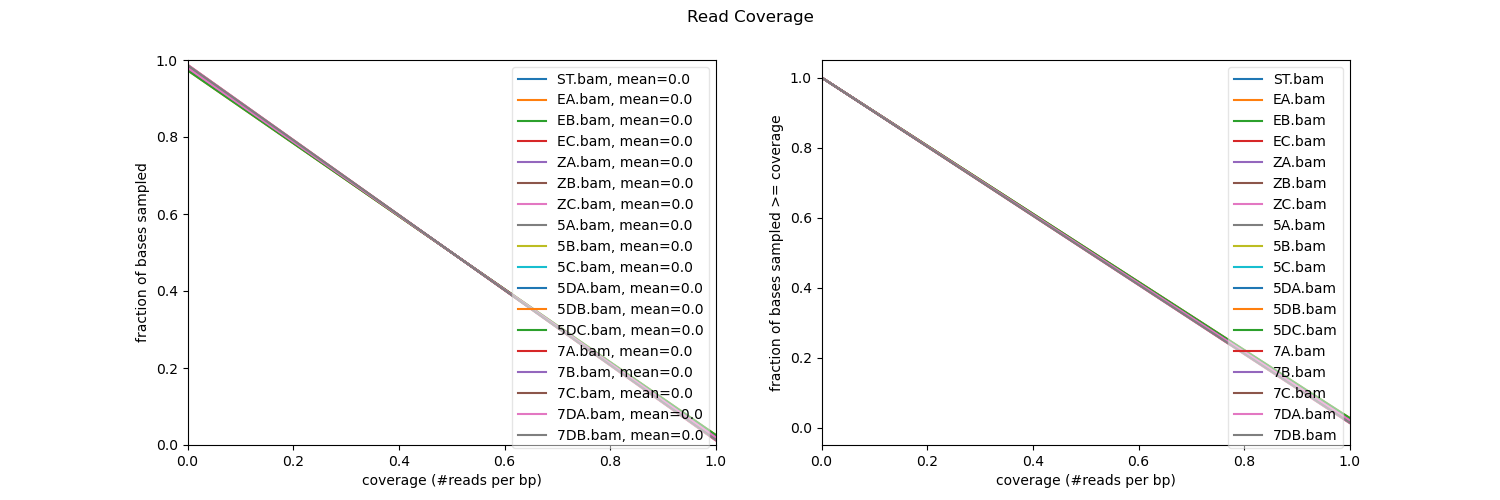 Read Coverage
1.0
0.8
0.6
0.4
0.2
0.0
fraction of bases sampled
0.0 0.2 0.4 0.6 0.8 1.0
coverage (#reads per bp)
ST.bam, mean=0.0
EA.bam, mean=0.0
EB.bam, mean=0.0
EC.bam, mean=0.0
ZA.bam, mean=0.0
ZB.bam, mean=0.0
ZC.bam, mean=0.0
5A.bam, mean=0.0
5B.bam, mean=0.0
5C.bam, mean=0.0
5DA.bam, mean=0.0
5DB.bam, mean=0.0
5DC.bam, mean=0.0
7A.bam, mean=0.0
7B.bam, mean=0.0
7C.bam, mean=0.0
7DA.bam, mean=0.0
7DB.bam, mean=0.0
1.0
0.8
0.6
0.4
0.2
0.0
fraction of bases sampled >= coverage
0.0 0.2 0.4 0.6 0.8 1.0
coverage (#reads per bp)
ST.bam
EA.bam
EB.bam
EC.bam
ZA.bam
ZB.bam
ZC.bam
5A.bam
5B.bam
5C.bam
5DA.bam
5DB.bam
5DC.bam
7A.bam
7B.bam
7C.bam
7DA.bam
7DB.bam